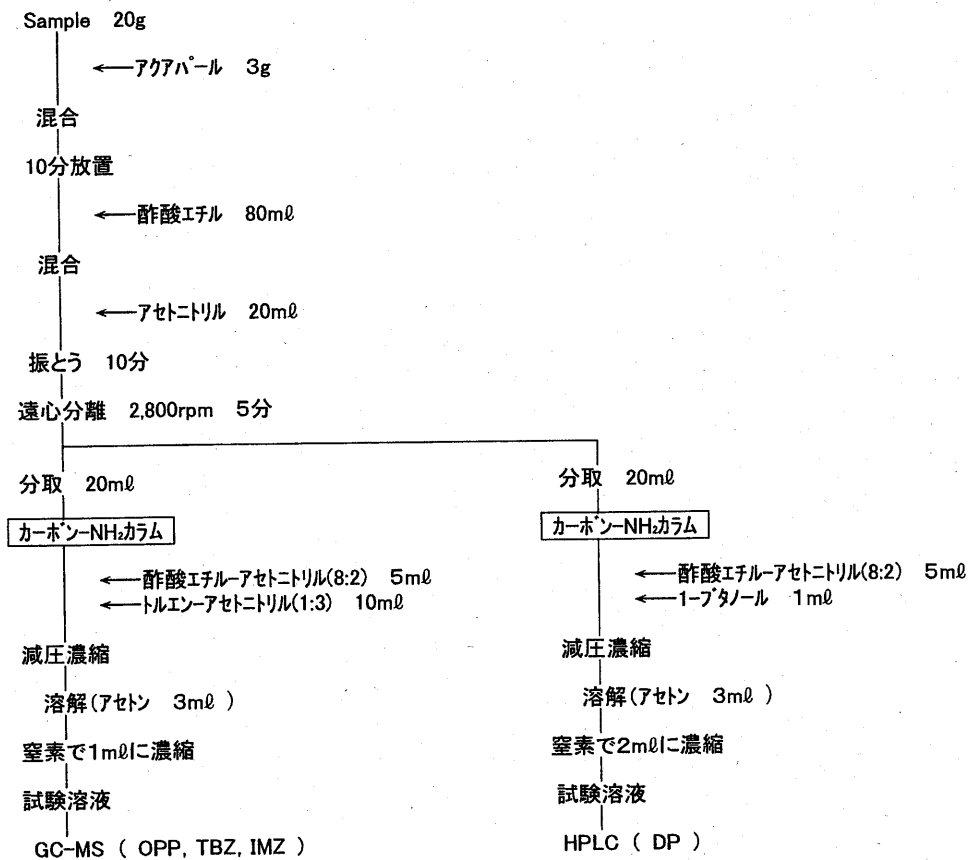 Sample 20g
←アクアパール 3g
混合
10分放置
←酢酸エチル 80mℓ
混合
←アセトニトリル 20mℓ
振とう 10分
遠心分離 2,800rpm 5分
分取 20mℓ
カーボン-NH₂カラム
←酢酸エチル-アセトニトリル(8:2) 5mℓ
←トルエン-アセトニトリル(1:3) 10mℓ
減圧濃縮
溶解(アセトン 3mℓ )
窒素で1mℓに濃縮
試験溶液
GC-MS ( OPP, TBZ, IMZ )
分取 20mℓ
カーボン-NH₂カラム
←酢酸エチル-アセトニトリル(8:2) 5mℓ
←1-ブタノール 1mℓ
減圧濃縮
溶解(アセトン 3mℓ )
窒素で2mℓに濃縮
試験溶液
HPLC ( DP )